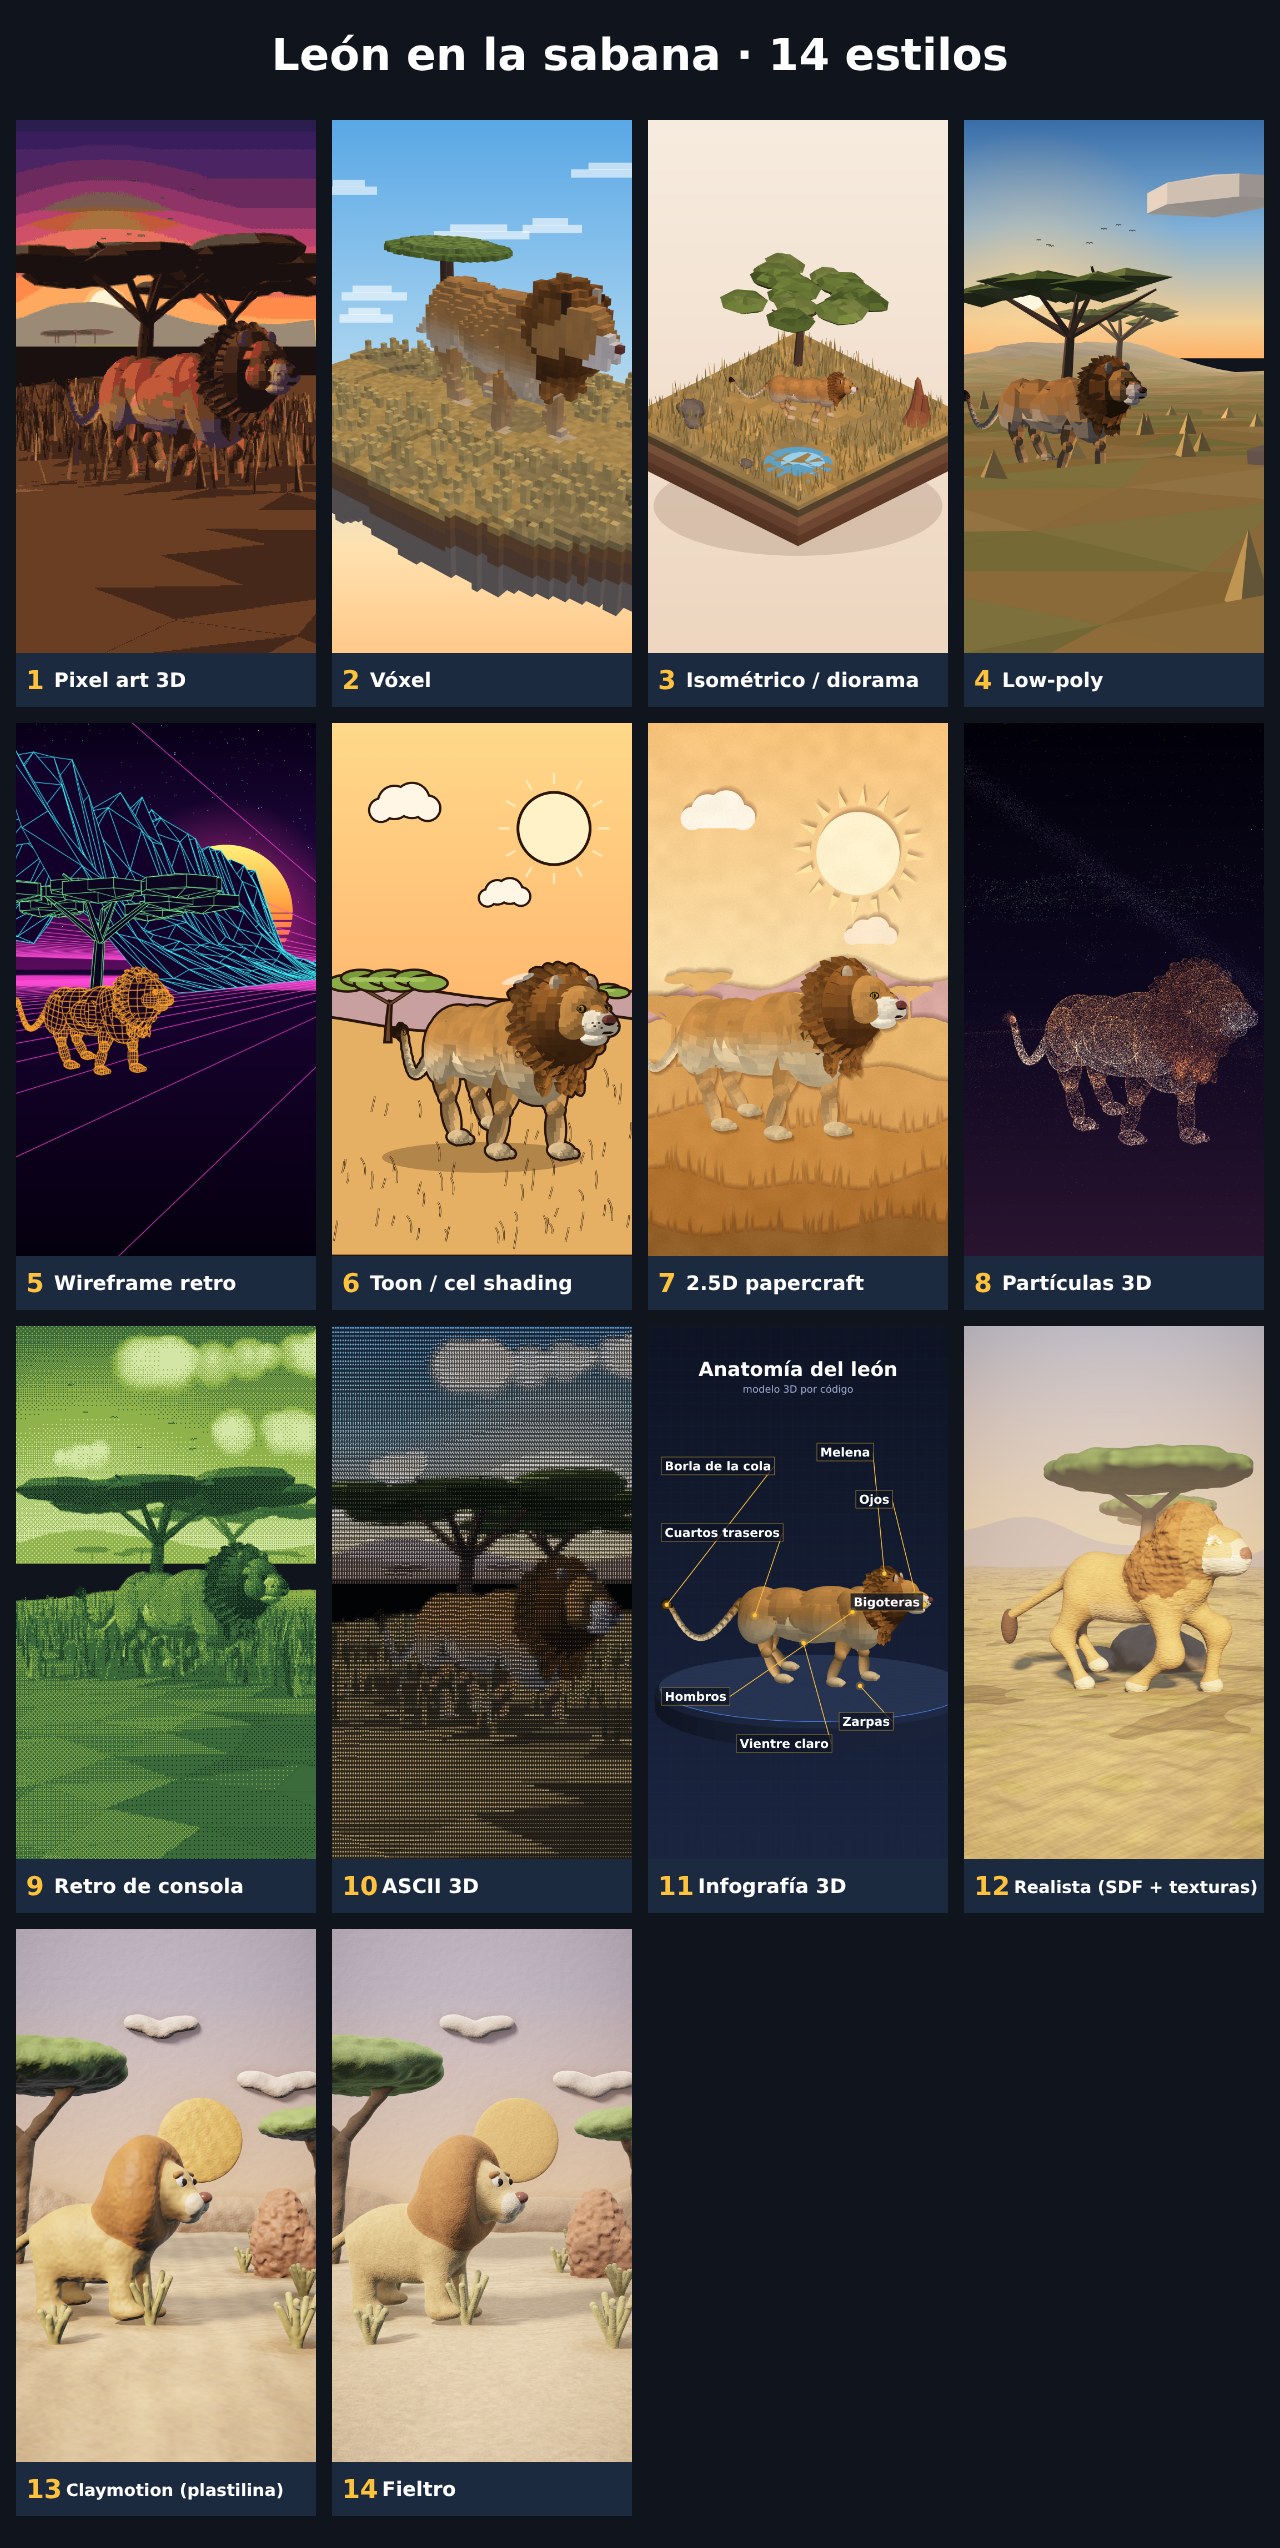 León en la sabana · 14 estilos
1 Pixel art 3D
2 Vóxel
3 Isométrico / diorama
4 Low-poly
5 Wireframe retro
6 Toon / cel shading
7 2.5D papercraft
8 Partículas 3D
Anatomía del león
modelo 3D por código
Melena
Borla de la cola
Ojos
Cuartos traseros
Bigoteras
Hombros
Zarpas
Vientre claro
9 Retro de consola
10 ASCII 3D
11 Infografía 3D
12 Realista (SDF + texturas)
13 Claymotion (plastilina)
14 Fieltro